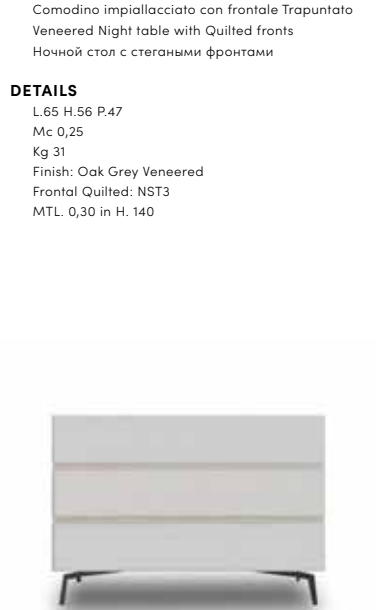 Comodino impiallacciato con frontale Trapuntato
Veneered Night table with Quilted fronts
Ночной стол с стегаными фронтами
DETAILS
L.65 H.56 P.47
Mc 0,25
Kg 31
Finish: Oak Grey Veneered
Frontal Quilted: NST3
MTL. 0,30 in H. 140